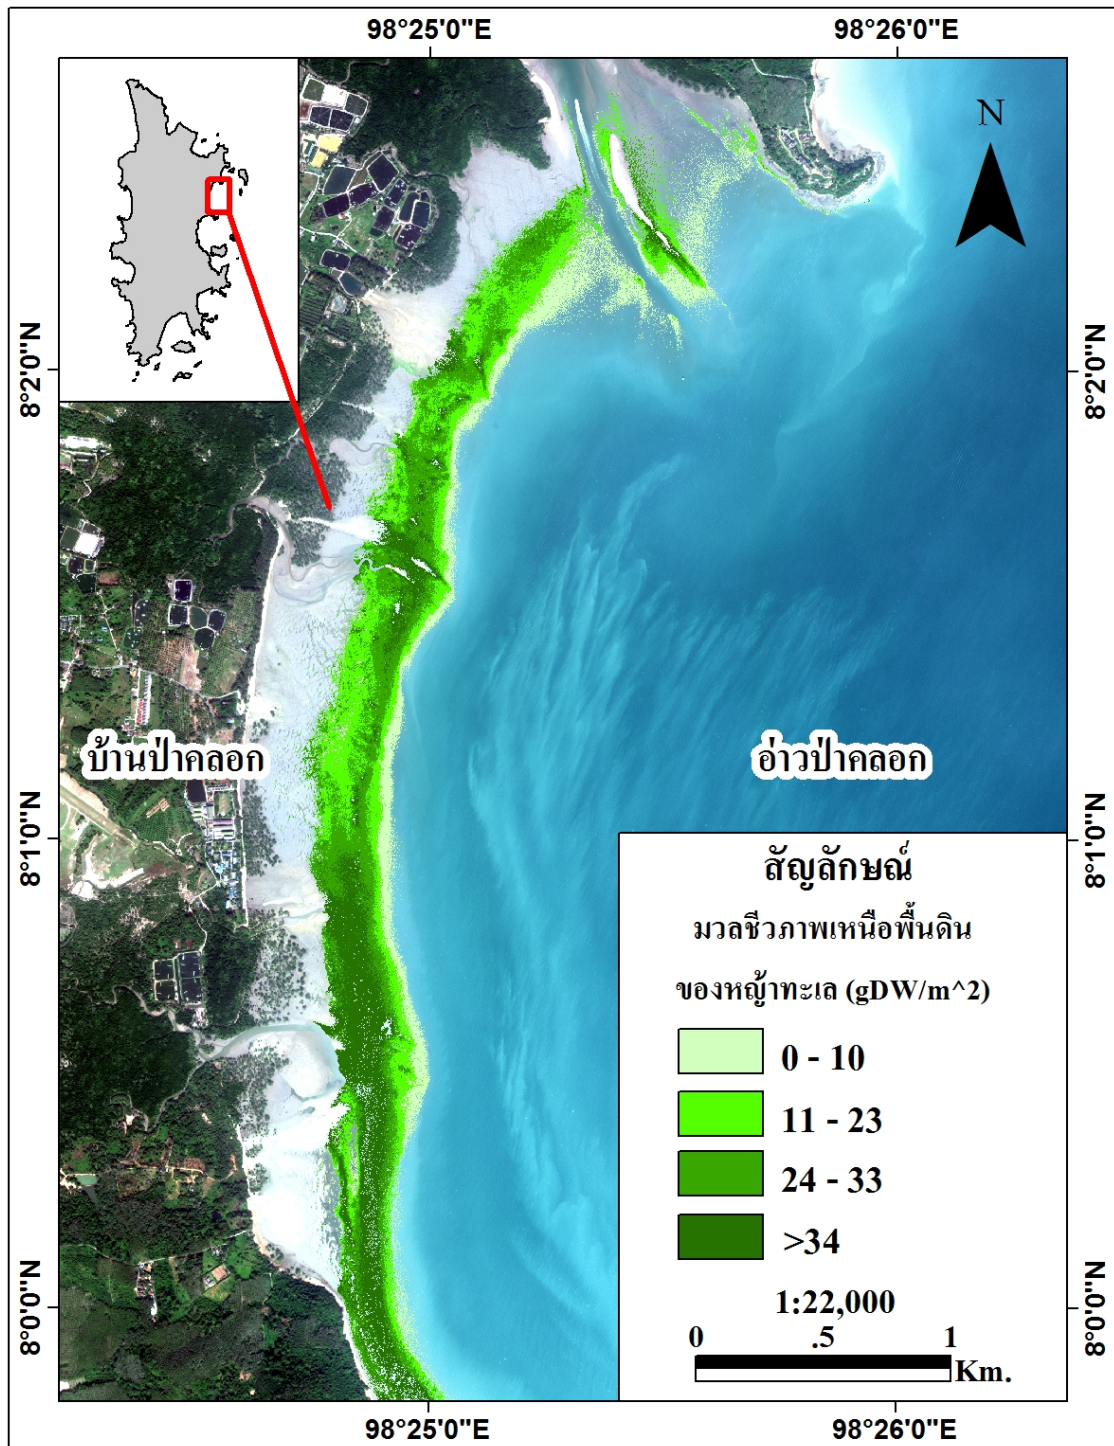 98°25'0"E 98°26'0"E
N
8°2'0"N 8°2'0"N
บ้านป่าคลอก อ่าวป่าคลอก
8°1'0"N 8°1'0"N
สัญลักษณ์
มวลชีวภาพเหนือพื้นดิน
ของหญ้าทะเล (gDW/m^2)
0 - 10
11 - 23
24 - 33
>34
1:22,000
0 .5 1
Km.
8°0'0"N 8°0'0"N
98°25'0"E 98°26'0"E